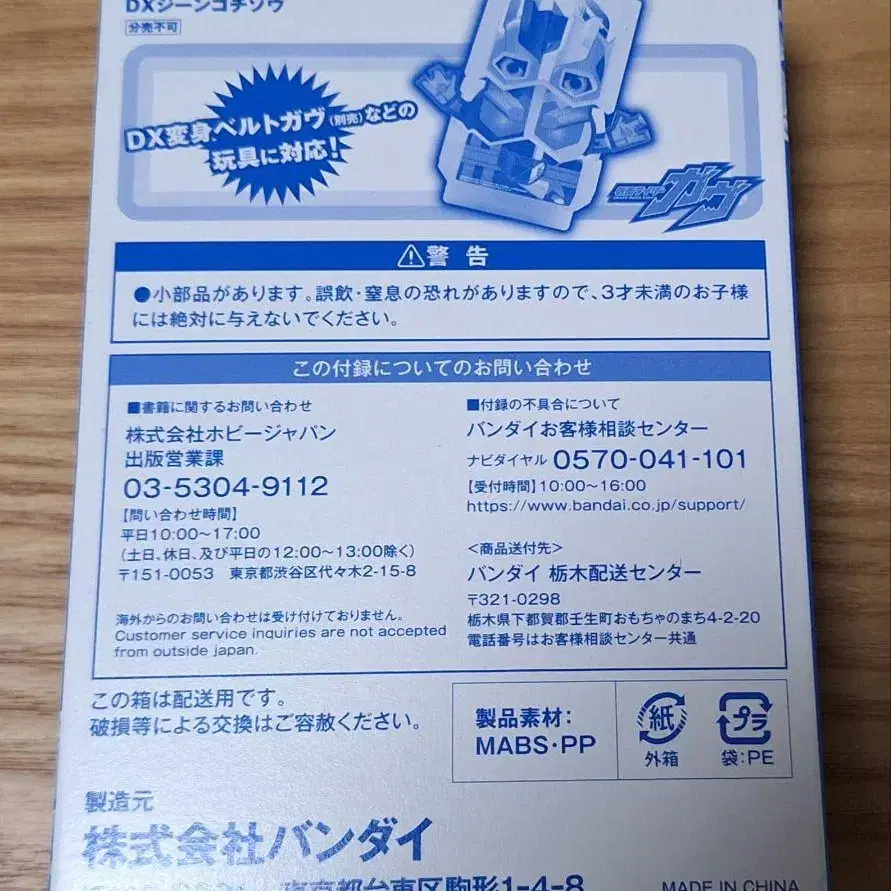 DXジーンゴチゾウ
分売不可
DX変身ベルトガヴ(別売)などの
玩具に対応!
仮面ライダー
ガヴ
警告
●小部品があります。誤飲・窒息の恐れがありますので、3才未満のお子様
には絶対に与えないでください。
この付録についてのお問い合わせ
■書籍に関するお問い合わせ
株式会社ホビージャパン
出版営業課
03-5304-9112
【問い合わせ時間】
平日10:00~17:00
(土日、休日、及び平日の12:00~13:00除く)
〒151-0053 東京都渋谷区代々木2-15-8
海外からのお問い合わせは受け付けておりません。
Customer service inquiries are not accepted
from outside japan.
■付録の不具合について
バンダイお客様相談センター
ナビダイヤル 0570-041-101
【受付時間】10:00~16:00
https://www.bandai.co.jp/support/
<商品送付先>
バンダイ 栃木配送センター
〒321-0298
栃木県下都賀郡壬生町おもちゃのまち4-2-20
電話番号はお客様相談センター共通
この箱は配送用です。
破損等による交換はご容赦ください。
製品素材:
MABS・PP
紙
外箱
プラ
袋:PE
製造元
株式会社バンダイ
東京都台東区駒形1-4-8
MADE IN CHINA